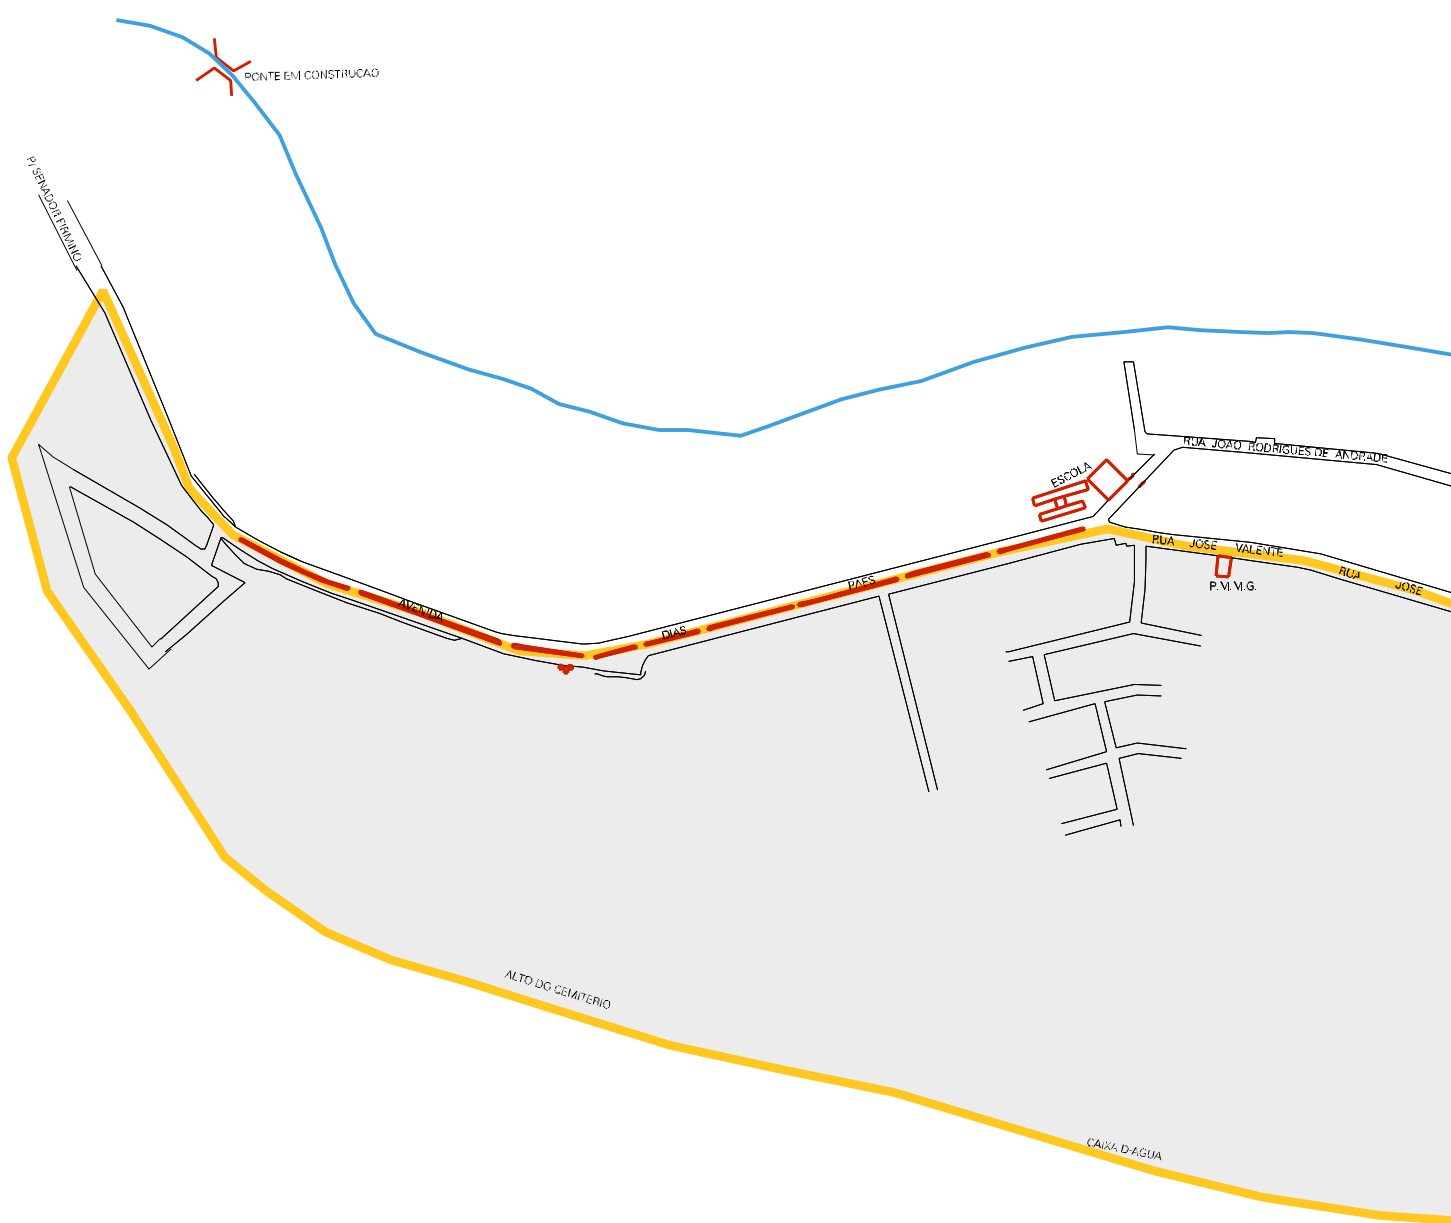 PONTE EM CONSTRUCAO
P/ SENADOR FIRMINO
RUA JOAO RODRIGUES DE ANDRADE
ESCOLA
RUA JOSE VALENTE
RUA JOSE
P.M.M.G.
PAES
AVENIDA
DIAS
ALTO DO CEMITERIO
CAIXA D-AGUA